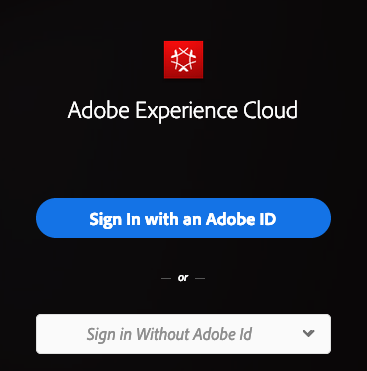 Adobe Experience Cloud
Sign In with an Adobe ID
— or —
Sign in Without Adobe Id